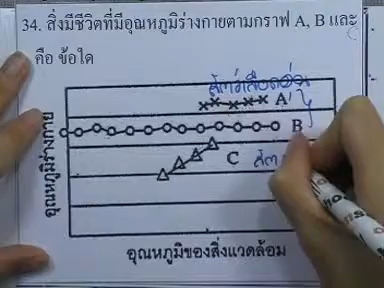 34. สิ่งมีชีวิตที่มีอุณหภูมิร่างกายตามกราฟ A, B และ
คือ ข้อใด
สัตว์เลือดอุ่น
A
B
C
สัตว์
อุณหภูมิร่างกาย
อุณหภูมิของสิ่งแวดล้อม